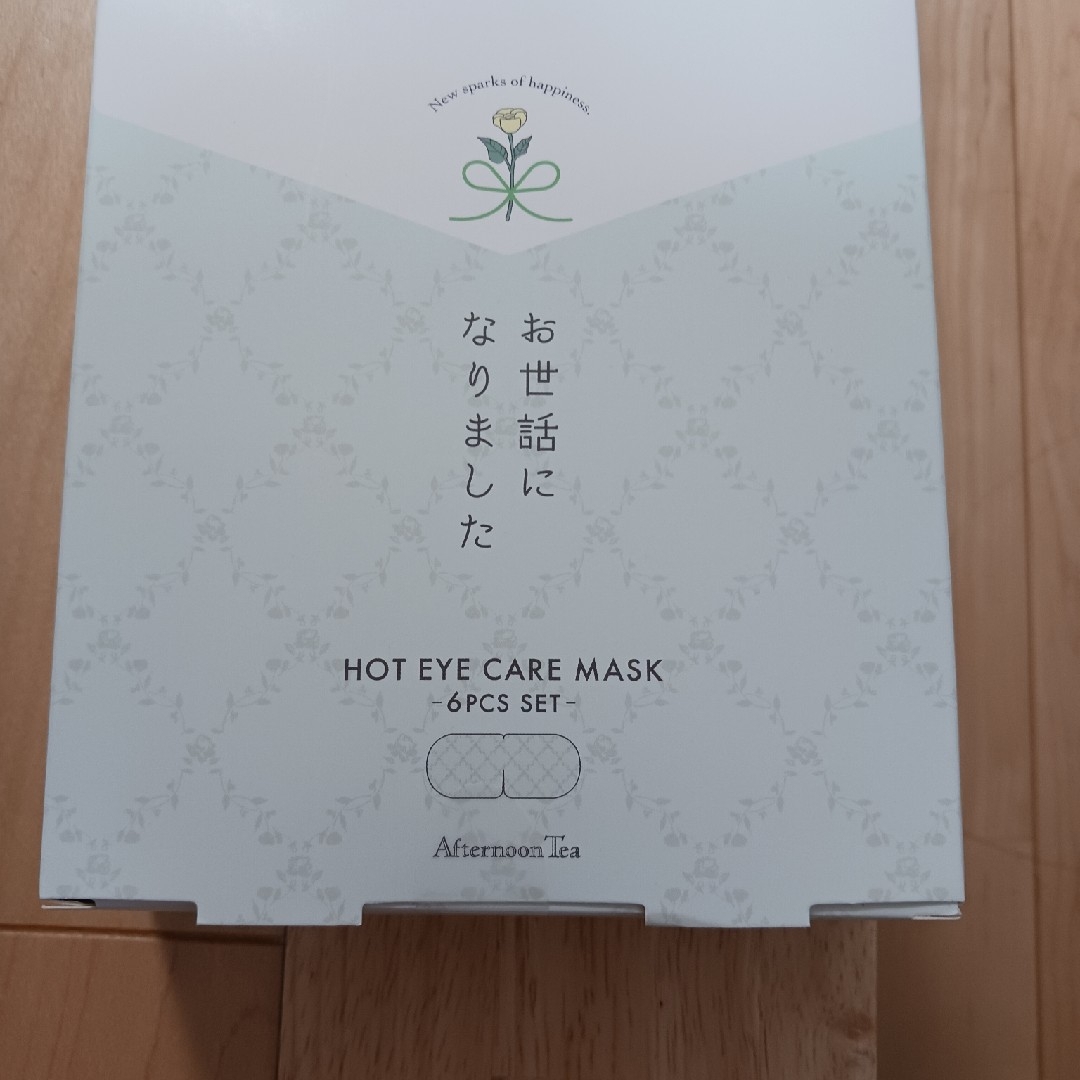 New sparks of happiness.
お世話に
なりました
HOT EYE CARE MASK
-6PCS SET-
Afternoon Tea